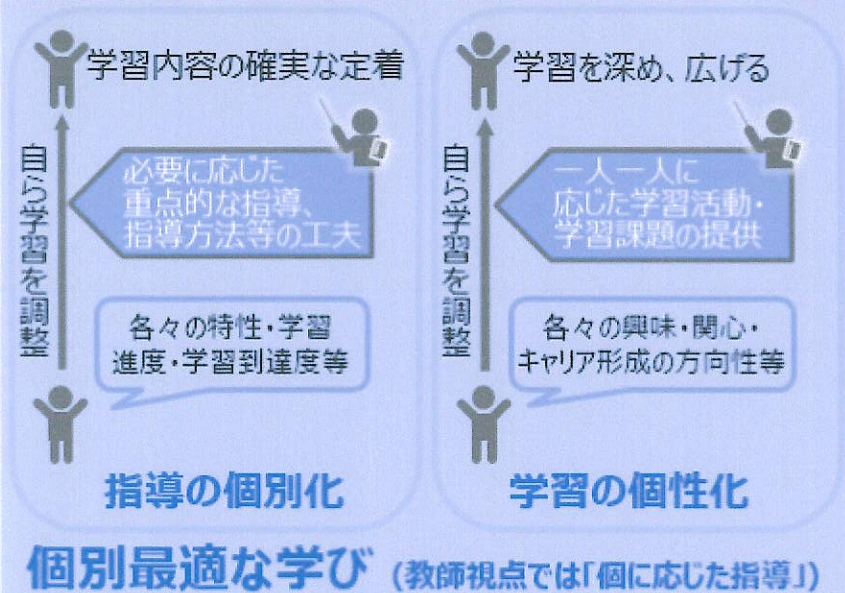 学習内容の確実な定着
自ら学習を調整
必要に応じた
重点的な指導、
指導方法等の工夫
各々の特性・学習
進度・学習到達度等
指導の個別化
学習を深め、広げる
自ら学習を調整
一人一人に
応じた学習活動・
学習課題の提供
各々の興味・関心・
キャリア形成の方向性等
学習の個性化
個別最適な学び (教師視点では「個に応じた指導」)